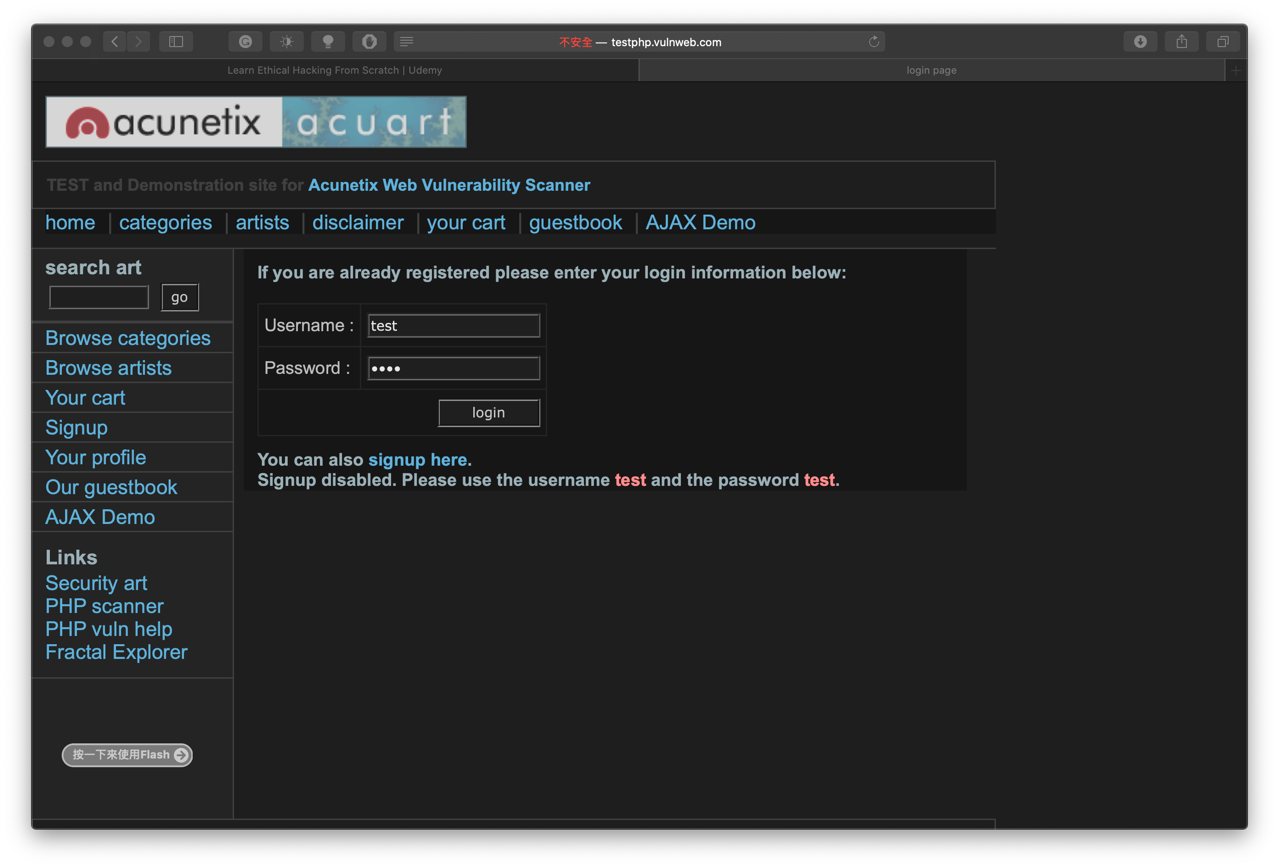 不安全 — testphp.vulnweb.com
Learn Ethical Hacking From Scratch | Udemy
login page
acunetix acuart
TEST and Demonstration site for Acunetix Web Vulnerability Scanner
home | categories | artists | disclaimer | your cart | guestbook | AJAX Demo
search art
go
Browse categories
Browse artists
Your cart
Signup
Your profile
Our guestbook
AJAX Demo
Links
Security art
PHP scanner
PHP vuln help
Fractal Explorer
按一下來使用Flash
If you are already registered please enter your login information below:
Username : test
Password : ••••
login
You can also signup here.
Signup disabled. Please use the username test and the password test.